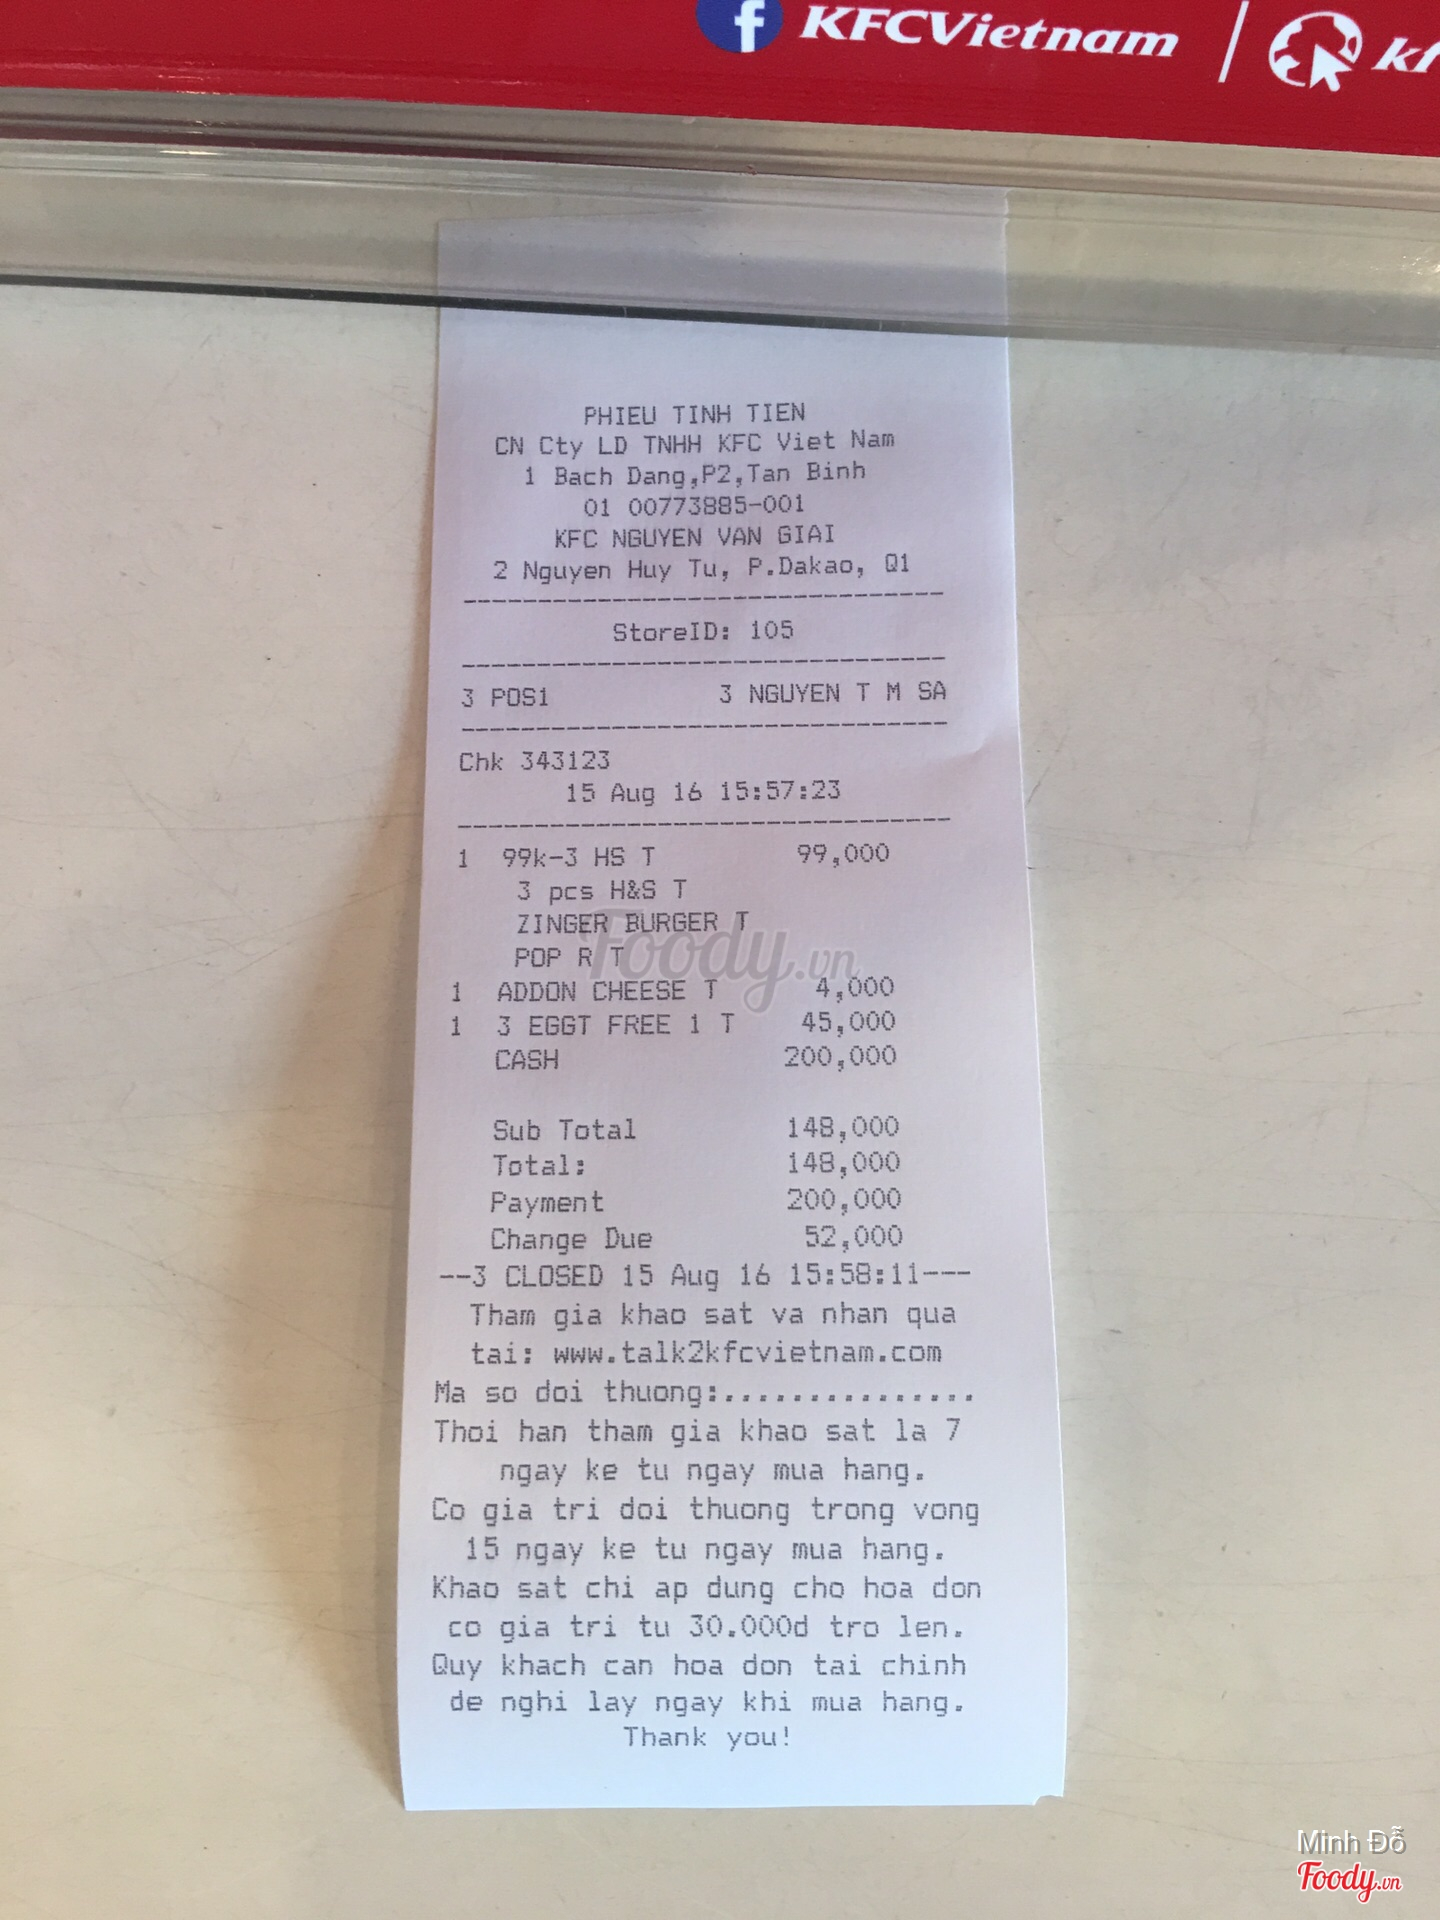 KFCVietnam
PHIEU TINH TIEN
CN Cty LD TNHH KFC Viet Nam
1 Bach Dang,P2,Tan Binh
01 00773885-001
KFC NGUYEN VAN GIAI
2 Nguyen Huy Tu, P.Dakao, Q1
--------------------------------
StoreID: 105
--------------------------------
3 POS1 3 NGUYEN T M SA
--------------------------------
Chk 343123
15 Aug 16 15:57:23
--------------------------------
1 99k-3 HS T 99,000
3 pcs H&S T
ZINGER BURGER T
POP R T
Foody.vn
1 ADDON CHEESE T 4,000
1 3 EGGT FREE 1 T 45,000
CASH 200,000
Sub Total 148,000
Total: 148,000
Payment 200,000
Change Due 52,000
--3 CLOSED 15 Aug 16 15:58:11---
Tham gia khao sat va nhan qua
tai: www.talk2kfcvietnam.com
Ma so doi thuong:...............
Thoi han tham gia khao sat la 7
ngay ke tu ngay mua hang.
Co gia tri doi thuong trong vong
15 ngay ke tu ngay mua hang.
Khao sat chi ap dung cho hoa don
co gia tri tu 30.000d tro len.
Quy khach can hoa don tai chinh
de nghi lay ngay khi mua hang.
Thank you!
Minh Đỗ
Foody.vn